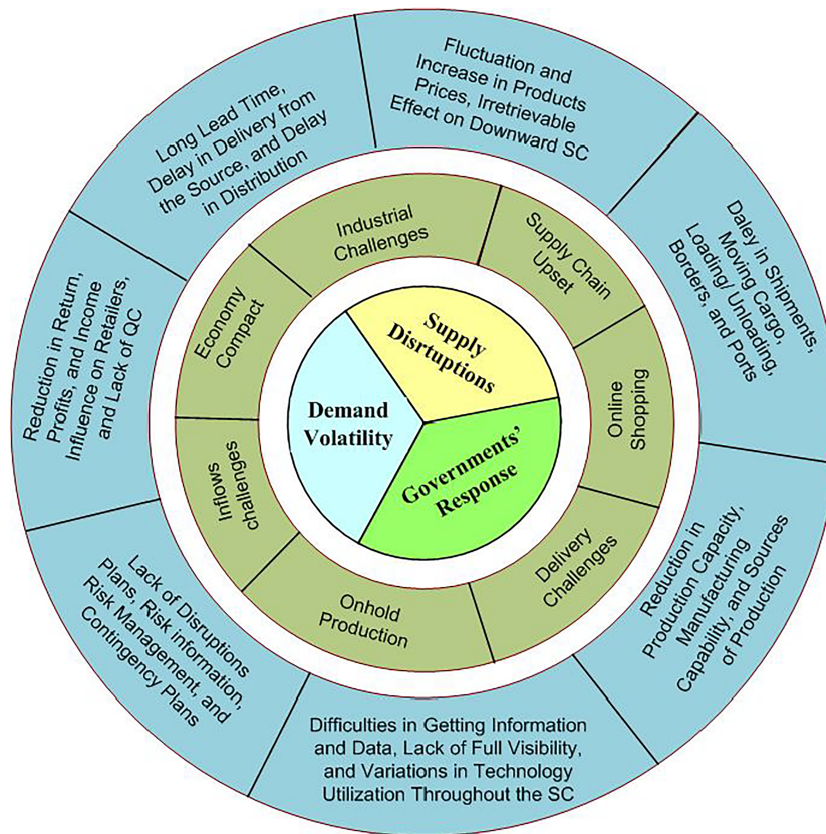 Fluctuation and
Increase in Products
Prices, Irretrievable
Effect on Downward SC
Daley in Shipments,
Moving Cargo,
Loading/ Unloading,
Borders, and Ports
Reduction in
Production Capacity,
Manufacturing
Capability, and Sources
of Production
Difficulties in Getting Information
and Data, Lack of Full Visibility,
and Variations in Technology
Utilization Throughout the SC
Lack of Disruptions
Plans, Risk information,
Risk Management, and
Contingency Plans
Reduction in Return,
Profits, and Income
Influence on Retailers,
and Lack of QC
Long Lead Time,
Delay in Delivery from
the Source, and Delay
in Distribution
Industrial
Challenges
Supply Chain
Upset
Online
Shopping
Delivery
Challenges
Onhold
Production
Inflows
challenges
Economy
Compact
Supply
Disrtuptions
Governments'
Response
Demand
Volatility